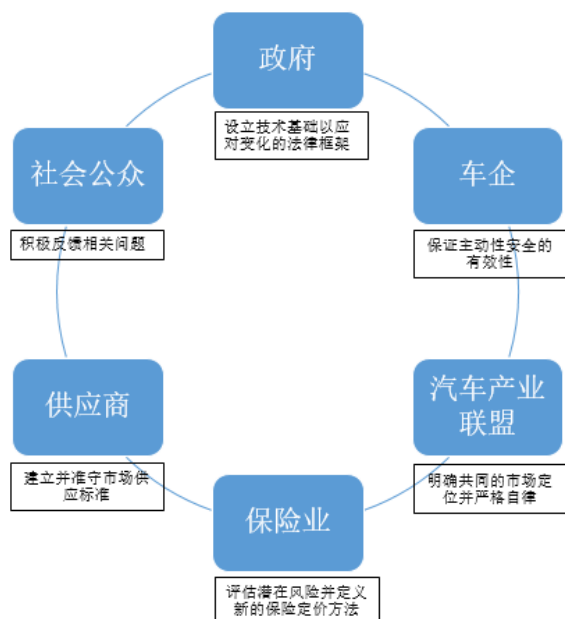 政府
设立技术基础以应
对变化的法律框架
车企
保证主动性安全的
有效性
汽车产业
联盟
明确共同的市场定
位并严格自律
保险业
评估潜在风险并定义
新的保险定价方法
供应商
建立并准守市场供
应标准
社会公众
积极反馈相关问题